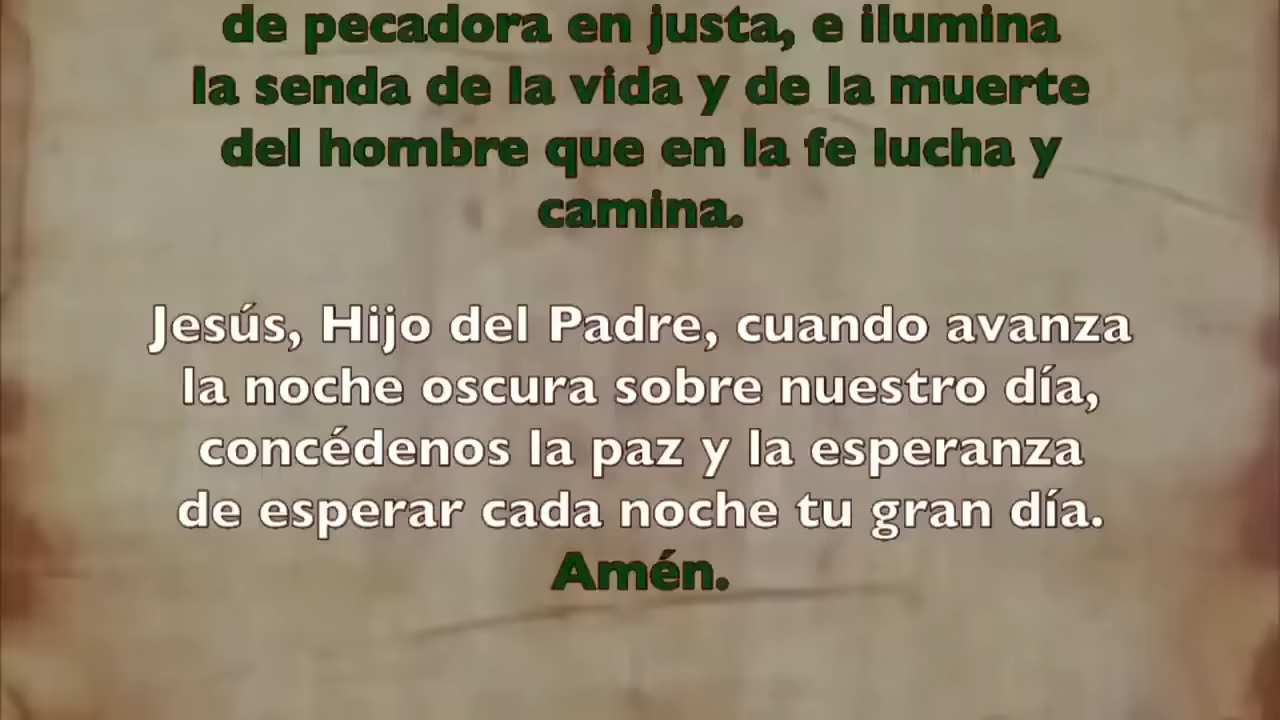 de pecadora en justa, e ilumina
la senda de la vida y de la muerte
del hombre que en la fe lucha y
camina.
Jesús, Hijo del Padre, cuando avanza
la noche oscura sobre nuestro día,
concédenos la paz y la esperanza
de esperar cada noche tu gran día.
Amén.